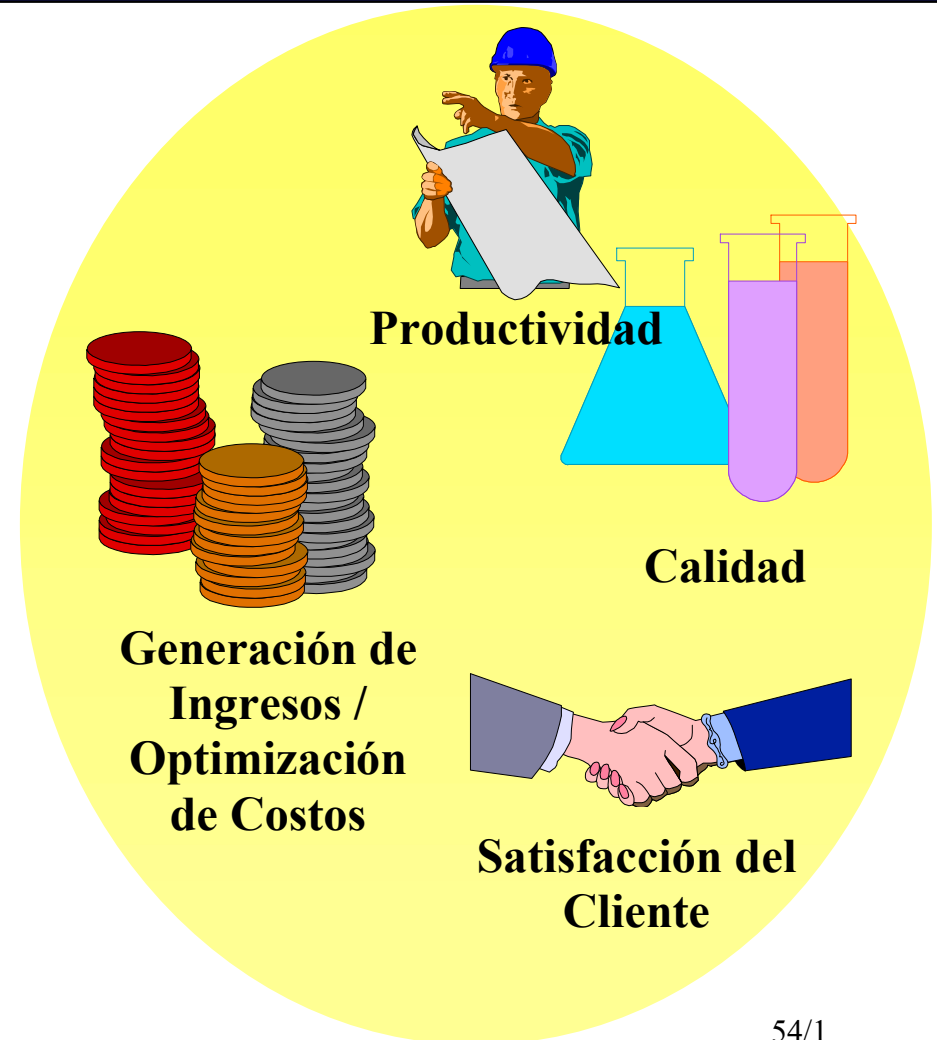 Productividad
Calidad
Generación de
Ingresos /
Optimización
de Costos
Satisfacción del
Cliente
54/1